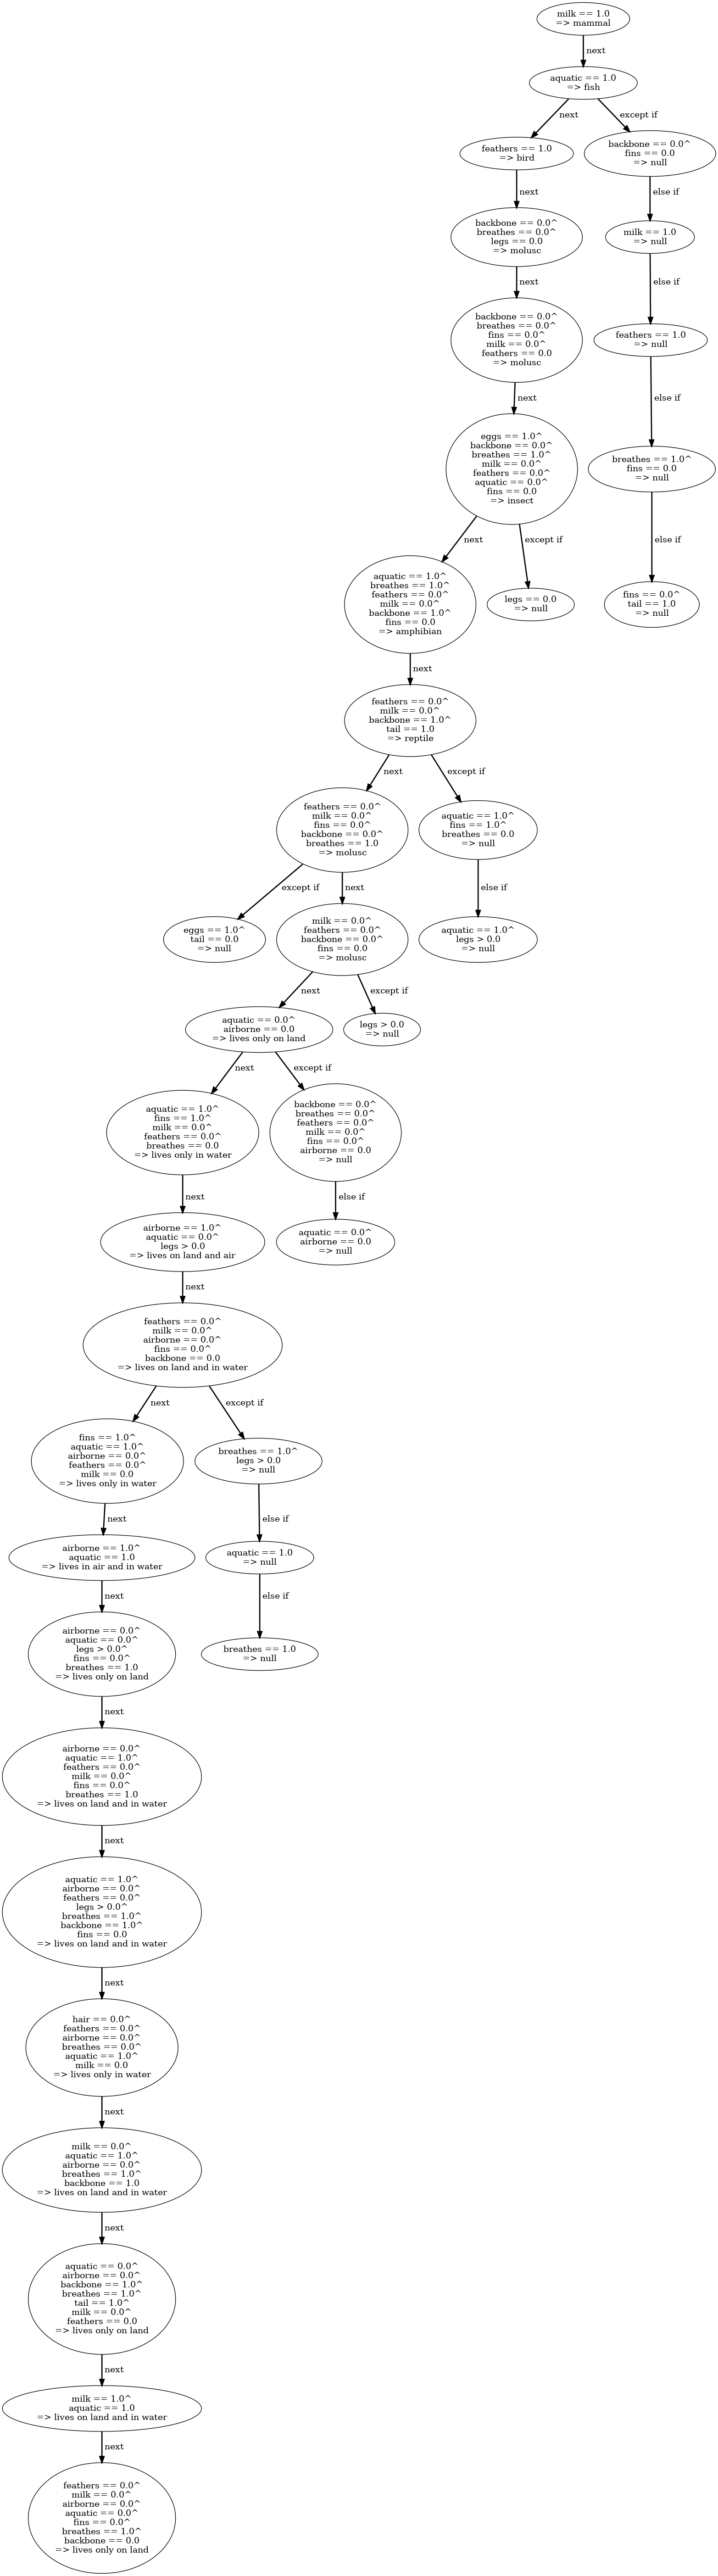 milk == 1.0
=> mammal
next
aquatic == 1.0
=> fish
next
except if
feathers == 1.0
=> bird
backbone == 0.0^
fins == 0.0
=> null
next
else if
backbone == 0.0^
breathes == 0.0^
legs == 0.0
=> molusc
milk == 1.0
=> null
next
else if
backbone == 0.0^
breathes == 0.0^
fins == 0.0^
milk == 0.0^
feathers == 0.0
=> molusc
feathers == 1.0
=> null
next
else if
eggs == 1.0^
backbone == 0.0^
breathes == 1.0^
milk == 0.0^
feathers == 0.0^
aquatic == 0.0^
fins == 0.0
=> insect
breathes == 1.0^
fins == 0.0
=> null
next
except if
else if
aquatic == 1.0^
breathes == 1.0^
feathers == 0.0^
milk == 0.0^
backbone == 1.0^
fins == 0.0
=> amphibian
legs == 0.0
=> null
fins == 0.0^
tail == 1.0
=> null
next
feathers == 0.0^
milk == 0.0^
backbone == 1.0^
tail == 1.0
=> reptile
next
except if
feathers == 0.0^
milk == 0.0^
fins == 0.0^
backbone == 0.0^
breathes == 1.0
=> molusc
aquatic == 1.0^
fins == 1.0^
breathes == 0.0
=> null
except if
next
else if
eggs == 1.0^
tail == 0.0
=> null
milk == 0.0^
feathers == 0.0^
backbone == 0.0^
fins == 0.0
=> molusc
aquatic == 1.0^
legs > 0.0
=> null
next
except if
aquatic == 0.0^
airborne == 0.0
=> lives only on land
legs > 0.0
=> null
next
except if
aquatic == 1.0^
fins == 1.0^
milk == 0.0^
feathers == 0.0^
breathes == 0.0
=> lives only in water
backbone == 0.0^
breathes == 0.0^
feathers == 0.0^
milk == 0.0^
fins == 0.0^
airborne == 0.0
=> null
next
else if
airborne == 1.0^
aquatic == 0.0^
legs > 0.0
=> lives on land and air
aquatic == 0.0^
airborne == 0.0
=> null
next
feathers == 0.0^
milk == 0.0^
airborne == 0.0^
fins == 0.0^
backbone == 0.0
=> lives on land and in water
next
except if
fins == 1.0^
aquatic == 1.0^
airborne == 0.0^
feathers == 0.0^
milk == 0.0
=> lives only in water
breathes == 1.0^
legs > 0.0
=> null
next
else if
airborne == 1.0^
aquatic == 1.0
=> lives in air and in water
aquatic == 1.0
=> null
next
else if
airborne == 0.0^
aquatic == 0.0^
legs > 0.0^
fins == 0.0^
breathes == 1.0
=> lives only on land
breathes == 1.0
=> null
next
airborne == 0.0^
aquatic == 1.0^
feathers == 0.0^
milk == 0.0^
fins == 0.0^
breathes == 1.0
=> lives on land and in water
next
aquatic == 1.0^
airborne == 0.0^
feathers == 0.0^
legs > 0.0^
breathes == 1.0^
backbone == 1.0^
fins == 0.0
=> lives on land and in water
next
hair == 0.0^
feathers == 0.0^
airborne == 0.0^
breathes == 0.0^
aquatic == 1.0^
milk == 0.0
=> lives only in water
next
milk == 0.0^
aquatic == 1.0^
airborne == 0.0^
breathes == 1.0^
backbone == 1.0
=> lives on land and in water
next
aquatic == 0.0^
airborne == 0.0^
backbone == 1.0^
breathes == 1.0^
tail == 1.0^
milk == 0.0^
feathers == 0.0
=> lives only on land
next
milk == 1.0^
aquatic == 1.0
=> lives on land and in water
next
feathers == 0.0^
milk == 0.0^
airborne == 0.0^
aquatic == 0.0^
fins == 0.0^
breathes == 1.0^
backbone == 0.0
=> lives only on land